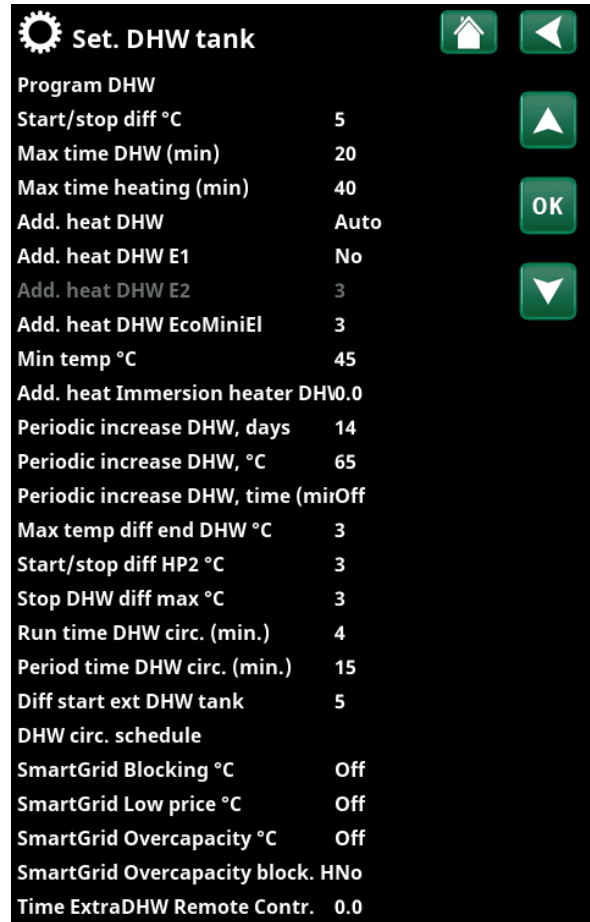 Set. DHW tank
Program DHW
Start/stop diff °C 5
Max time DHW (min) 20
Max time heating (min) 40
OK
Add. heat DHW Auto
Add. heat DHW E1 No
Add. heat DHW E2 3
Add. heat DHW EcoMiniEl 3
Min temp °C 45
Add. heat Immersion heater DHW 0.0
Periodic increase DHW, days 14
Periodic increase DHW, °C 65
Periodic increase DHW, time (min Off
Max temp diff end DHW °C 3
Start/stop diff HP2 °C 3
Stop DHW diff max °C 3
Run time DHW circ. (min.) 4
Period time DHW circ. (min.) 15
Diff start ext DHW tank 5
DHW circ. schedule
SmartGrid Blocking °C Off
SmartGrid Low price °C Off
SmartGrid Overcapacity °C Off
SmartGrid Overcapacity block. H No
Time ExtraDHW Remote Contr. 0.0